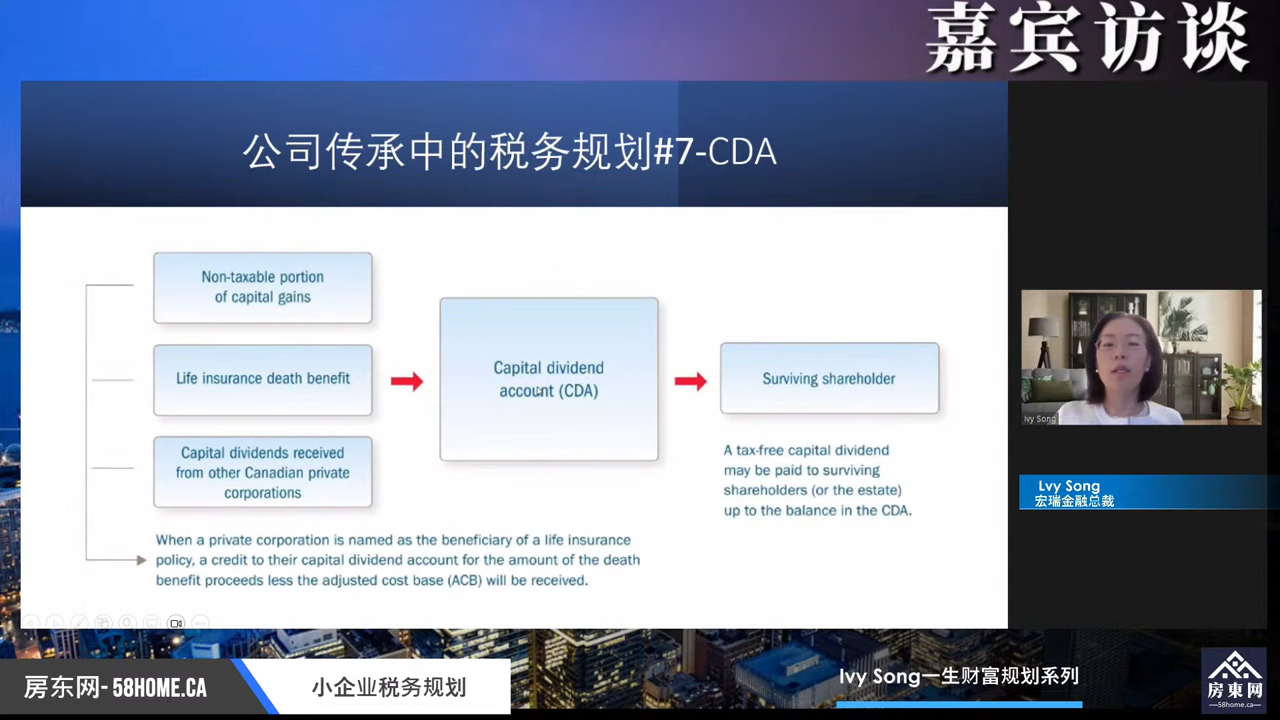 嘉宾访谈
公司传承中的税务规划#7-CDA
Non-taxable portion
of capital gains
Life insurance death benefit
Capital dividends received
from other Canadian private
corporations
Capital dividend
account (CDA)
Surviving shareholder
A tax-free capital dividend
may be paid to surviving
shareholders (or the estate)
up to the balance in the CDA.
When a private corporation is named as the beneficiary of a life insurance
policy, a credit to their capital dividend account for the amount of the death
benefit proceeds less the adjusted cost base (ACB) will be received.
Ivy Song
Lvy Song
宏瑞金融总裁
房东网- 58HOME.CA
小企业税务规划
Ivy Song一生财富规划系列
房東网
58home.ca